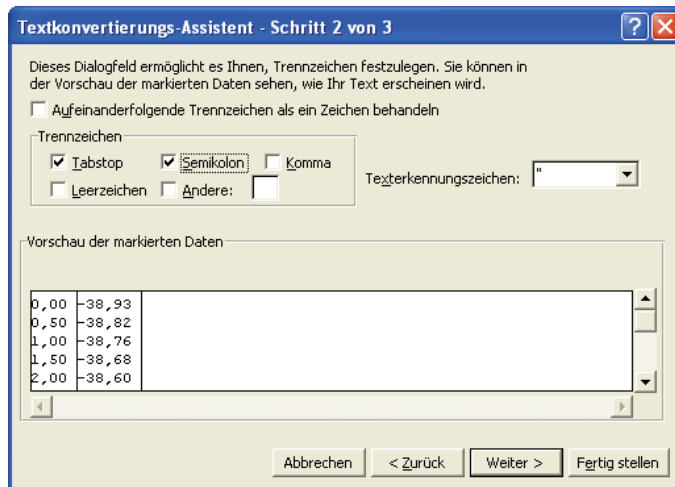 Textkonvertierungs-Assistent - Schritt 2 von 3
Dieses Dialogfeld ermöglicht es Ihnen, Trennzeichen festzulegen. Sie können in
der Vorschau der markierten Daten sehen, wie Ihr Text erscheinen wird.
Aufeinanderfolgende Trennzeichen als ein Zeichen behandeln
Trennzeichen
Tabstop Semikolon Komma
Leerzeichen Andere:
Texterkennungszeichen: "
Vorschau der markierten Daten
0,00 -38,93
0,50 -38,82
1,00 -38,76
1,50 -38,68
2,00 -38,60
Abbrechen < Zurück Weiter > Fertig stellen